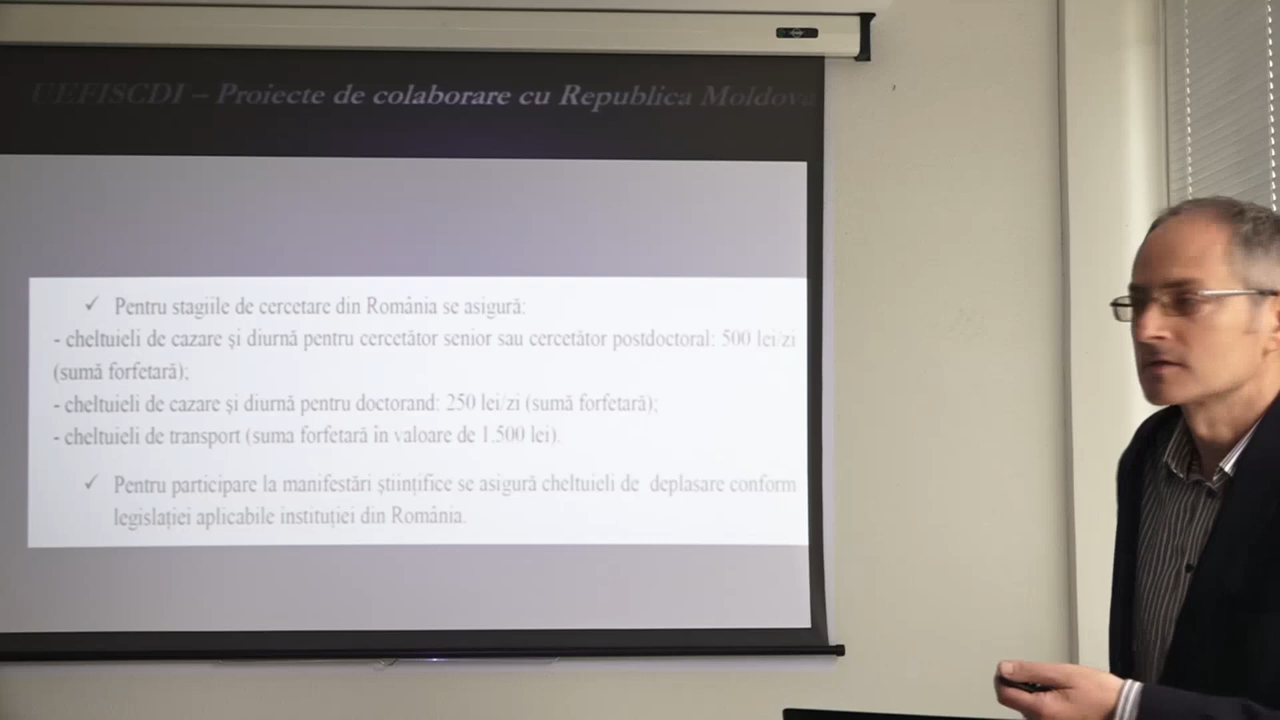 UEFISCDI – Proiecte de colaborare cu Republica Moldova
✓ Pentru stagiile de cercetare din România se asigură:
- cheltuieli de cazare și diurnă pentru cercetător senior sau cercetător postdoctoral: 500 lei/zi
(sumă forfetară);
- cheltuieli de cazare și diurnă pentru doctorand: 250 lei/zi (sumă forfetară);
- cheltuieli de transport (suma forfetară în valoare de 1.500 lei).
✓ Pentru participare la manifestări științifice se asigură cheltuieli de deplasare conform
legislației aplicabile instituției din România.